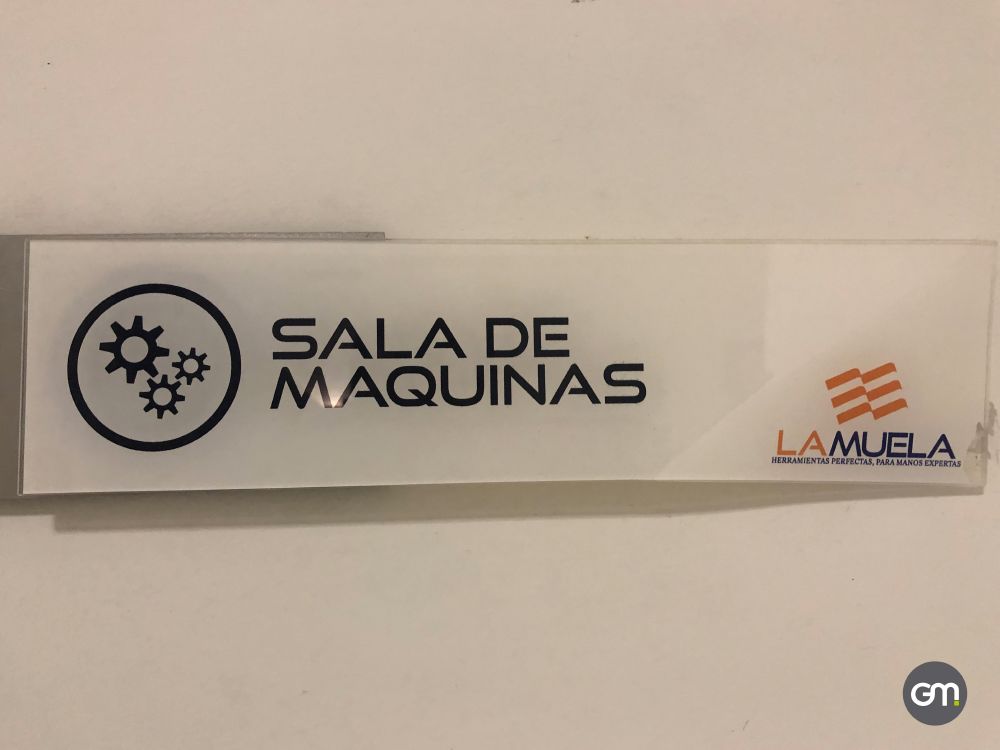 SALA DE
MAQUINAS
LAMUELA
HERRAMIENTAS PERFECTAS, PARA MANOS EXPERTAS
GM.